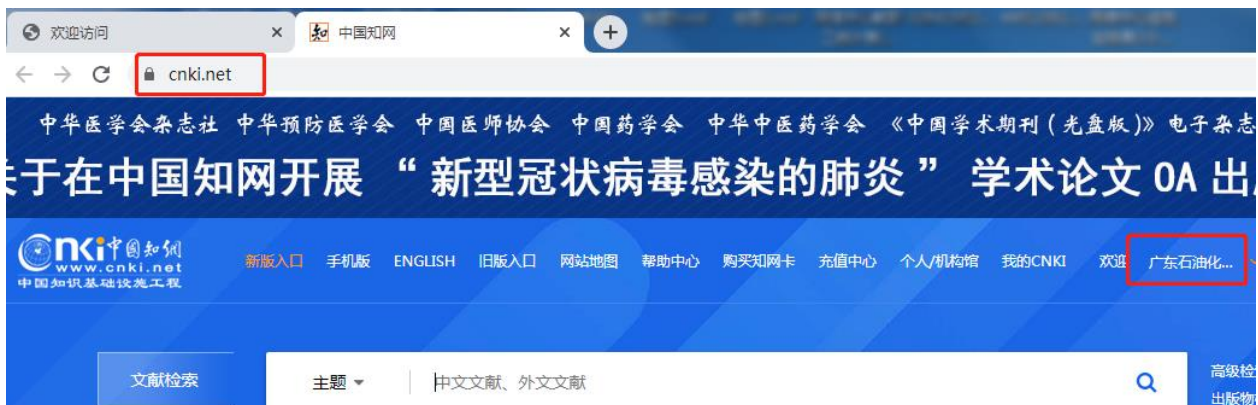 欢迎访问 中国知网
cnki.net
中华医学会杂志社 中华预防医学会 中国医师协会 中国药学会 中华中医药学会 《中国学术期刊(光盘版)》电子杂志
关于在中国知网开展 “新型冠状病毒感染的肺炎” 学术论文 OA 出
cnki中国知网
www.cnki.net
中国知识基础设施工程
新版入口 手机版 ENGLISH 旧版入口 网站地图 帮助中心 购买知网卡 充值中心 个人/机构馆 我的CNKI 欢迎 广东石油化...
文献检索 主题 中文文献、外文文献
高级检
出版物